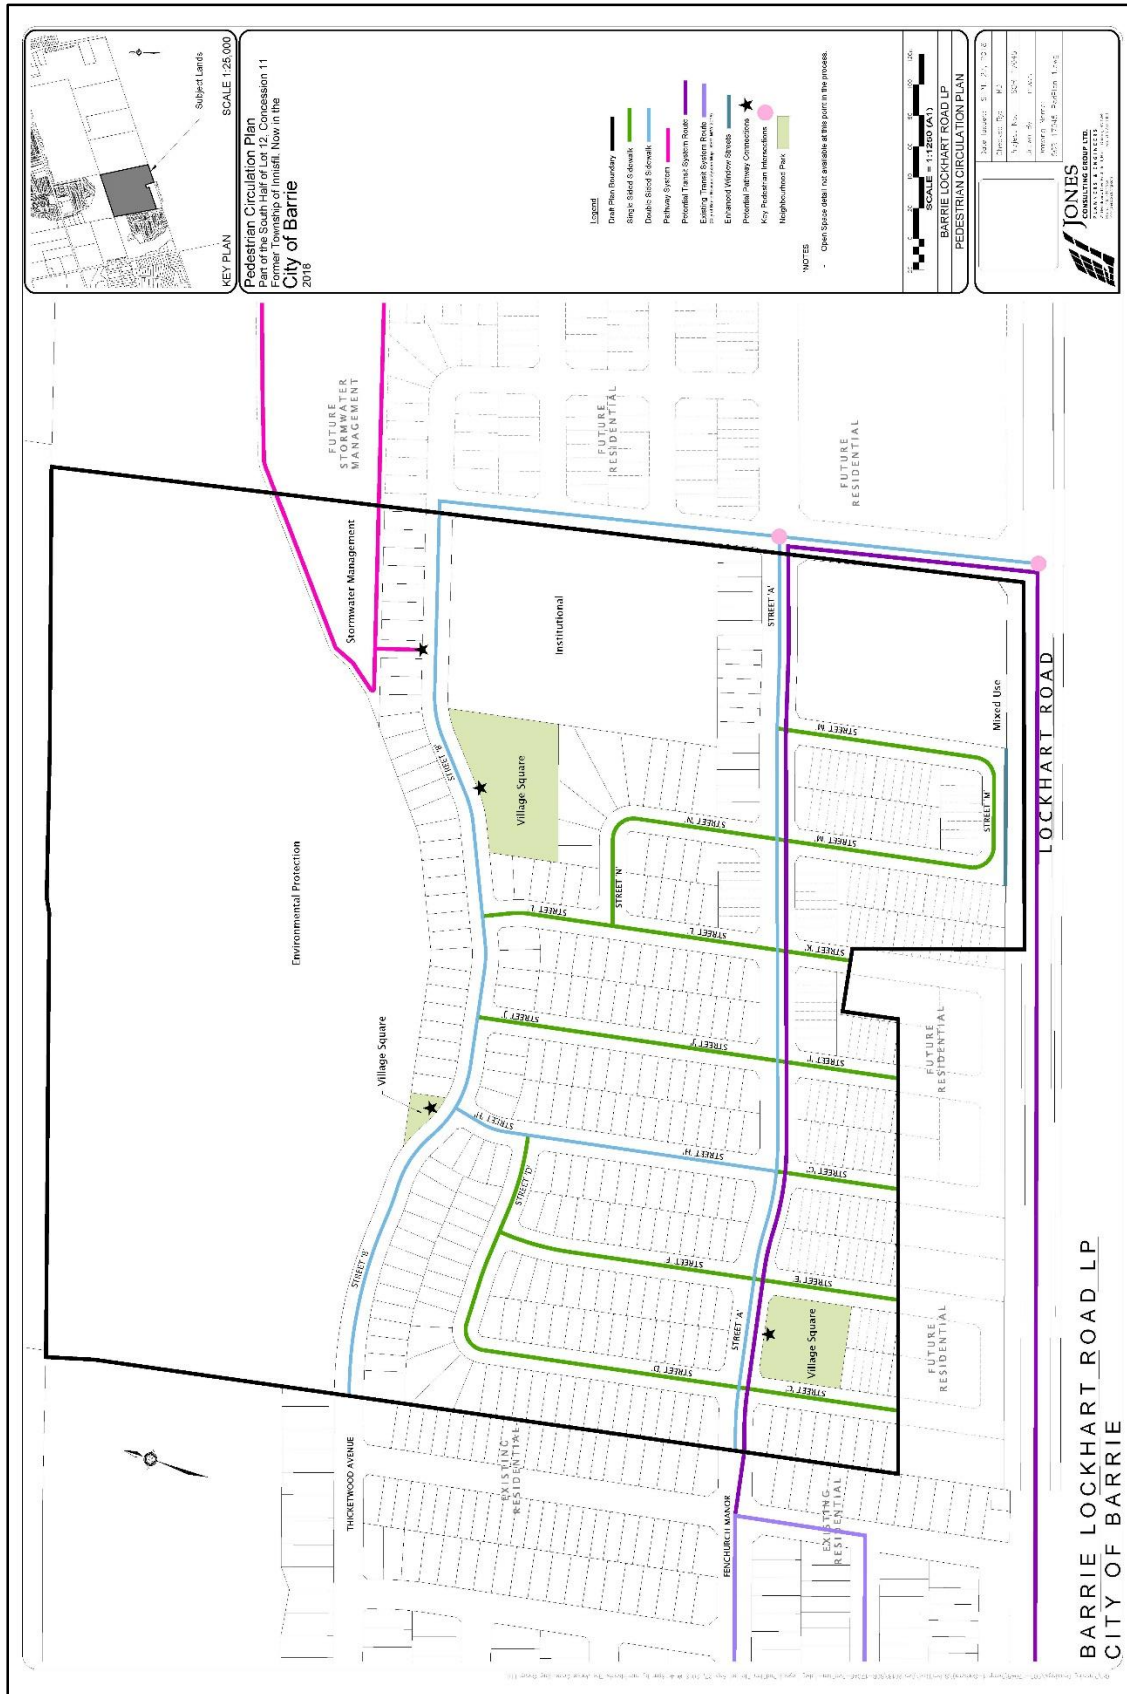 KEY PLAN
SCALE 1:25,000
Subject Lands
Pedestrian Circulation Plan
Part of the South Half of Lot 12, Concession 11
Former Township of Innisfil, Now in the
City of Barrie
2018
Legend
Draft Plan Boundary
Single Sided Sidewalk
Double Sided Sidewalk
Pathway System
Potential Transit System Route
Existing Transit System Route
Enhanced Window Streets
Potential Pathway Connections
Key Pedestrian Intersections
Neighbourhood Park
*NOTES
- Open Space detail not available at this point in the process.
SCALE = 1:1250 (A1)
BARRIE LOCKHART ROAD LP
PEDESTRIAN CIRCULATION PLAN
JONES
CONSULTING GROUP LTD.
PLANNERS & ENGINEERS
FUTURE
STORMWATER
MANAGEMENT
FUTURE
RESIDENTIAL
FUTURE
RESIDENTIAL
Stormwater Management
Environmental Protection
Institutional
Village Square
Village Square
Village Square
Mixed Use
STREET 'B'
STREET 'B'
STREET 'A'
STREET 'A'
STREET 'M'
STREET 'M'
STREET 'M'
STREET 'N'
STREET 'N'
STREET 'L'
STREET 'L'
STREET 'K'
STREET 'J'
STREET 'J'
STREET 'I'
STREET 'H'
STREET 'H'
STREET 'G'
STREET 'F'
STREET 'E'
STREET 'D'
STREET 'D'
STREET 'C'
FUTURE
RESIDENTIAL
FUTURE
RESIDENTIAL
EXISTING
RESIDENTIAL
EXISTING
RESIDENTIAL
THICKETWOOD AVENUE
FENCHURCH MANOR
LOCKHART ROAD
BARRIE LOCKHART ROAD LP
CITY OF BARRIE